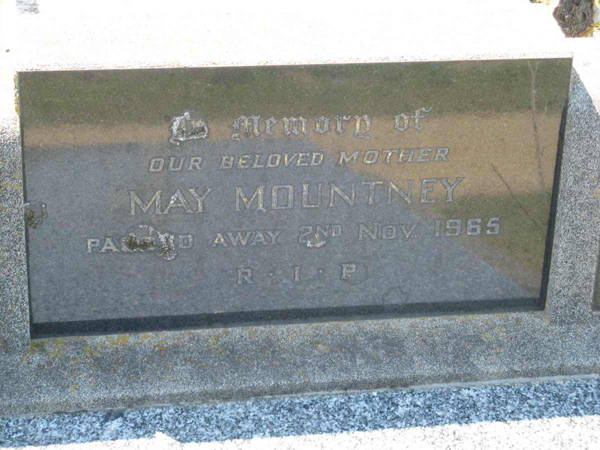 In Memory of
OUR BELOVED MOTHER
MAY MOUNTNEY
PASSED AWAY 2ND NOV. 1965
R · I · P